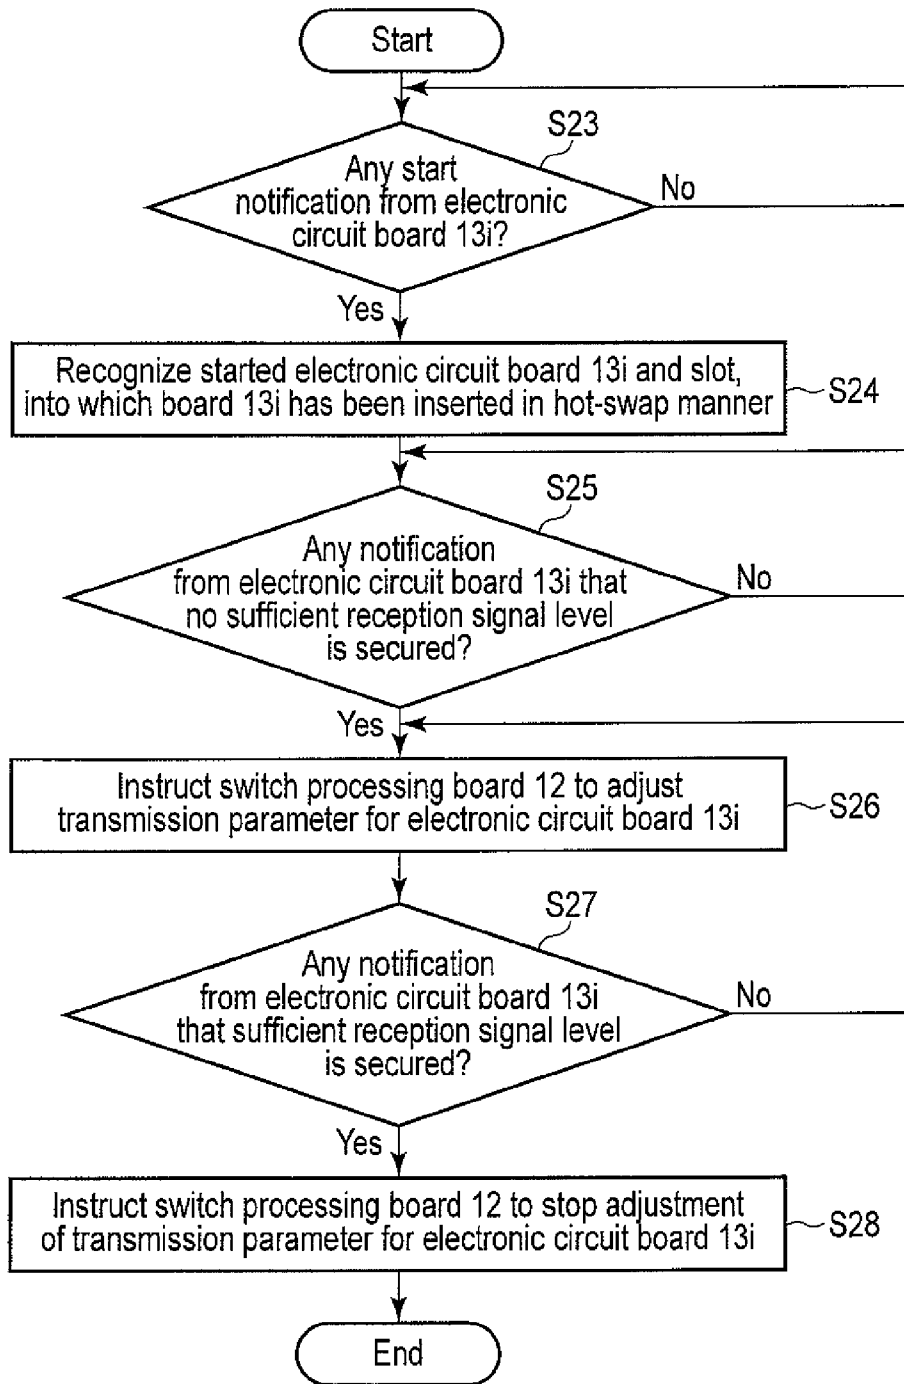 Start
S23
Any start
notification from electronic
circuit board 13i?
No
Yes
Recognize started electronic circuit board 13i and slot,
into which board 13i has been inserted in hot-swap manner
S24
S25
Any notification
from electronic circuit board 13i that
no sufficient reception signal level
is secured?
No
Yes
Instruct switch processing board 12 to adjust
transmission parameter for electronic circuit board 13i
S26
S27
Any notification
from electronic circuit board 13i
that sufficient reception signal level
is secured?
No
Yes
Instruct switch processing board 12 to stop adjustment
of transmission parameter for electronic circuit board 13i
S28
End